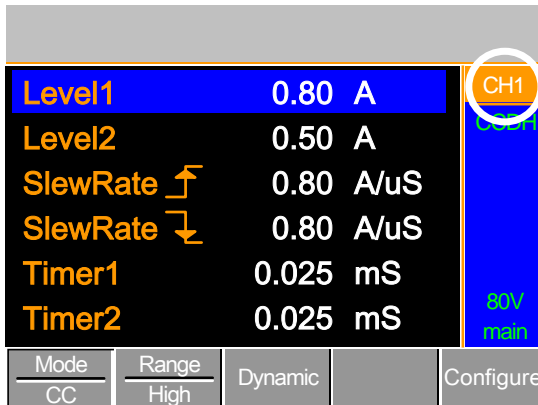 Level1 0.80 A
CH1
CCDH
Level2 0.50 A
SlewRate 0.80 A/uS
SlewRate 0.80 A/uS
Timer1 0.025 mS
Timer2 0.025 mS
80V
main
Mode
CC
Range
High
Dynamic
Configure